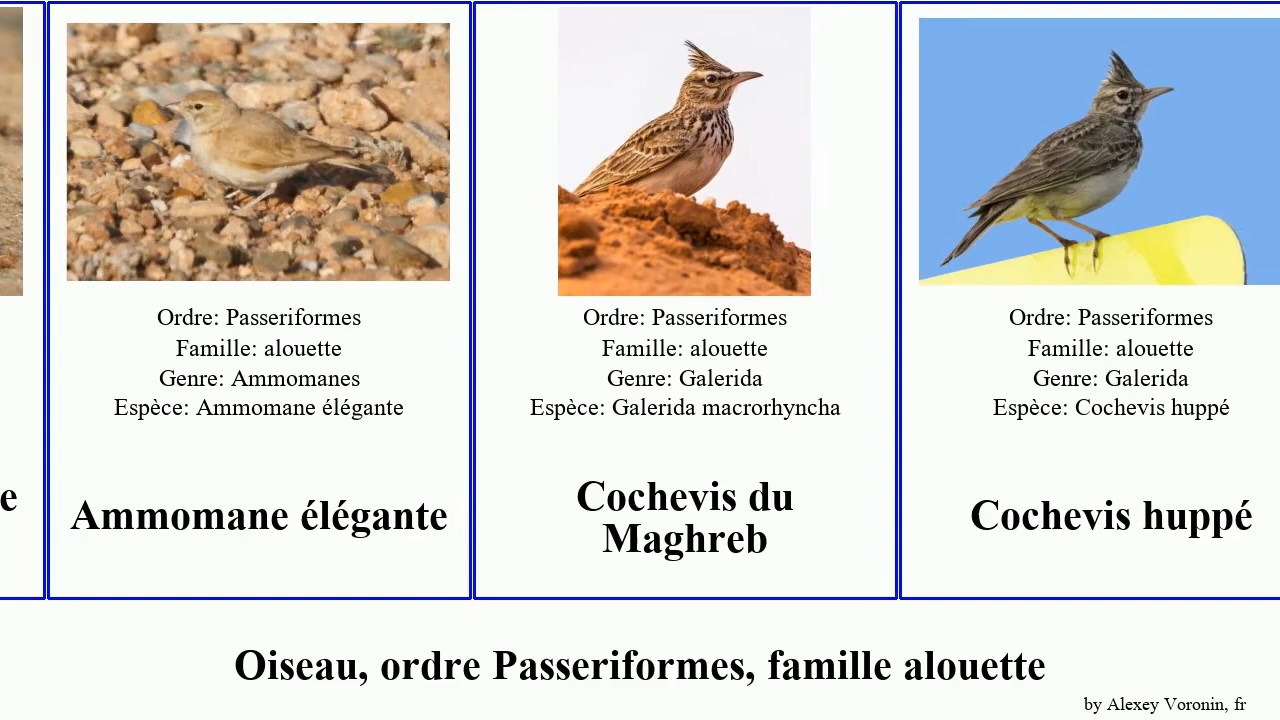 Ordre: Passeriformes
Famille: alouette
Genre: Ammomanes
Espèce: Ammomane élégante
Ammomane élégante
Ordre: Passeriformes
Famille: alouette
Genre: Galerida
Espèce: Galerida macrorhyncha
Cochevis du
Maghreb
Ordre: Passeriformes
Famille: alouette
Genre: Galerida
Espèce: Cochevis huppé
Cochevis huppé
e
Oiseau, ordre Passeriformes, famille alouette
by Alexey Voronin, fr